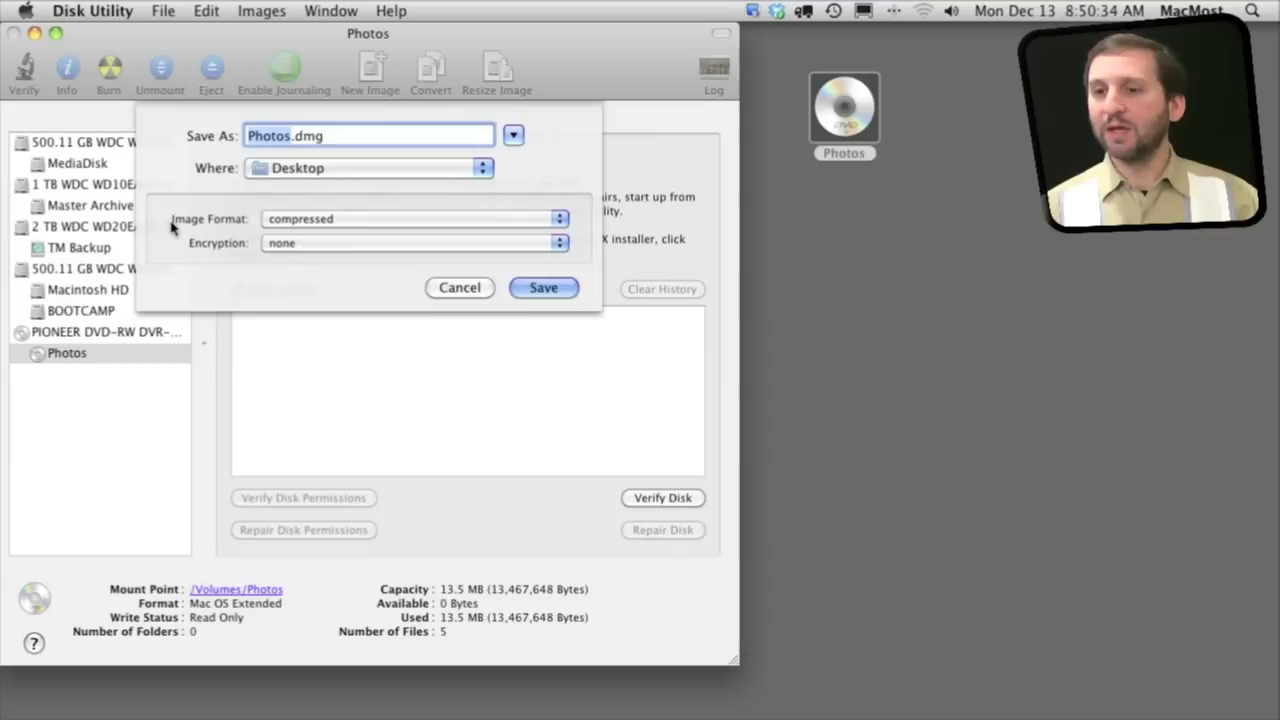 Disk Utility File Edit Images Window Help Mon Dec 13 8:50:34 AM MacMost
Photos
Verify Info Burn Unmount Eject Enable Journaling New Image Convert Resize Image Log
Save As: Photos.dmg
Where: Desktop
Image Format: compressed
Encryption: none
Cancel Save
500.11 GB WDC W
MediaDisk
1 TB WDC WD10E
Master Archive
2 TB WDC WD20E
TM Backup
500.11 GB WDC W
Macintosh HD
BOOTCAMP
PIONEER DVD-RW DVR-...
Photos
irs, start up from
lity.
X installer, click
Clear History
Verify Disk Permissions Verify Disk
Repair Disk Permissions Repair Disk
Mount Point : /Volumes/Photos
Format : Mac OS Extended
Write Status : Read Only
Number of Folders : 0
Capacity : 13.5 MB (13,467,648 Bytes)
Available : 0 Bytes
Used : 13.5 MB (13,467,648 Bytes)
Number of Files : 5
?
DVD
Photos